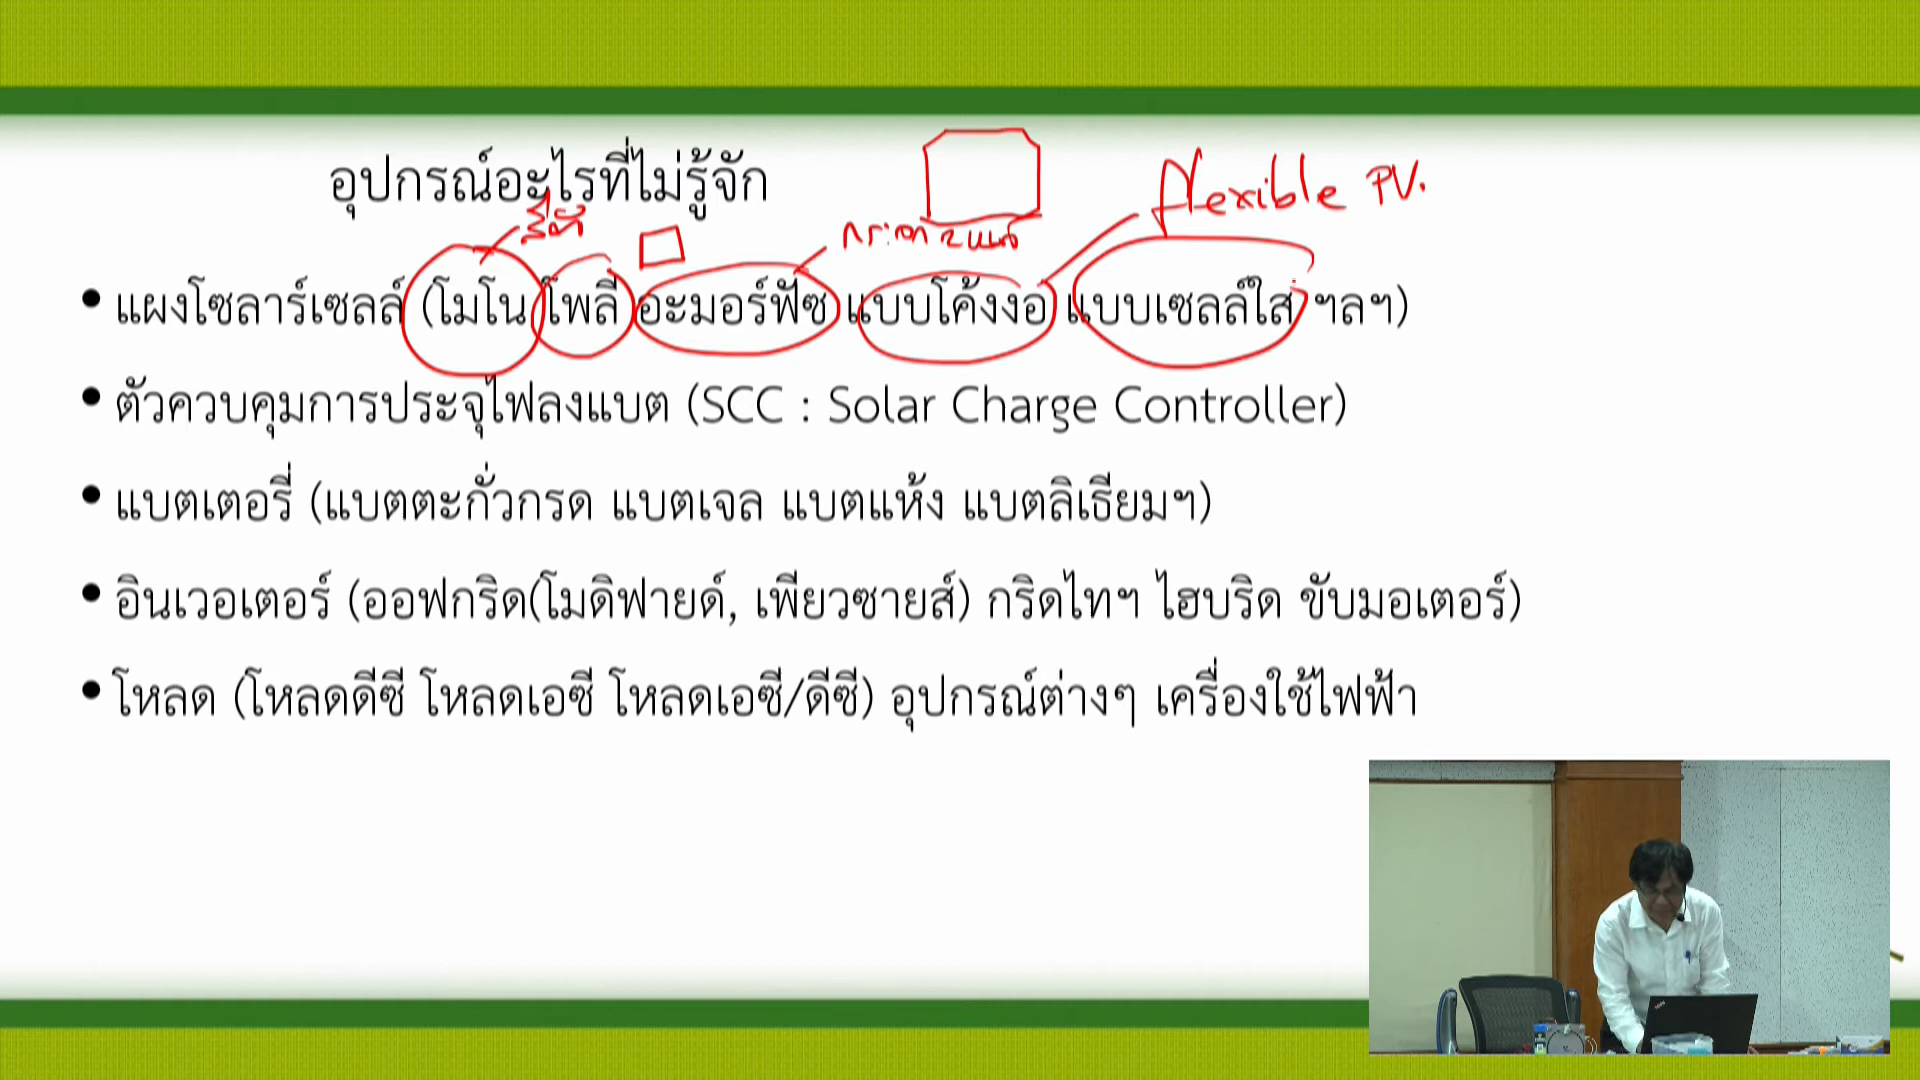 อุปกรณ์อะไรที่ไม่รู้จัก
flexible PV.
• แผงโซลาร์เซลล์ (โมโน โพลี อะมอร์ฟัซ แบบโค้งงอ แบบเซลล์ใส ฯลฯ)
• ตัวควบคุมการประจุไฟลงแบต (SCC : Solar Charge Controller)
• แบตเตอรี่ (แบตตะกั่วกรด แบตเจล แบตแห้ง แบตลิเธียมฯ)
• อินเวอเตอร์ (ออฟกริด(โมดิฟายด์, เพียวซายส์) กริดไทฯ ไฮบริด ขับมอเตอร์)
• โหลด (โหลดดีซี โหลดเอซี โหลดเอซี/ดีซี) อุปกรณ์ต่างๆ เครื่องใช้ไฟฟ้า